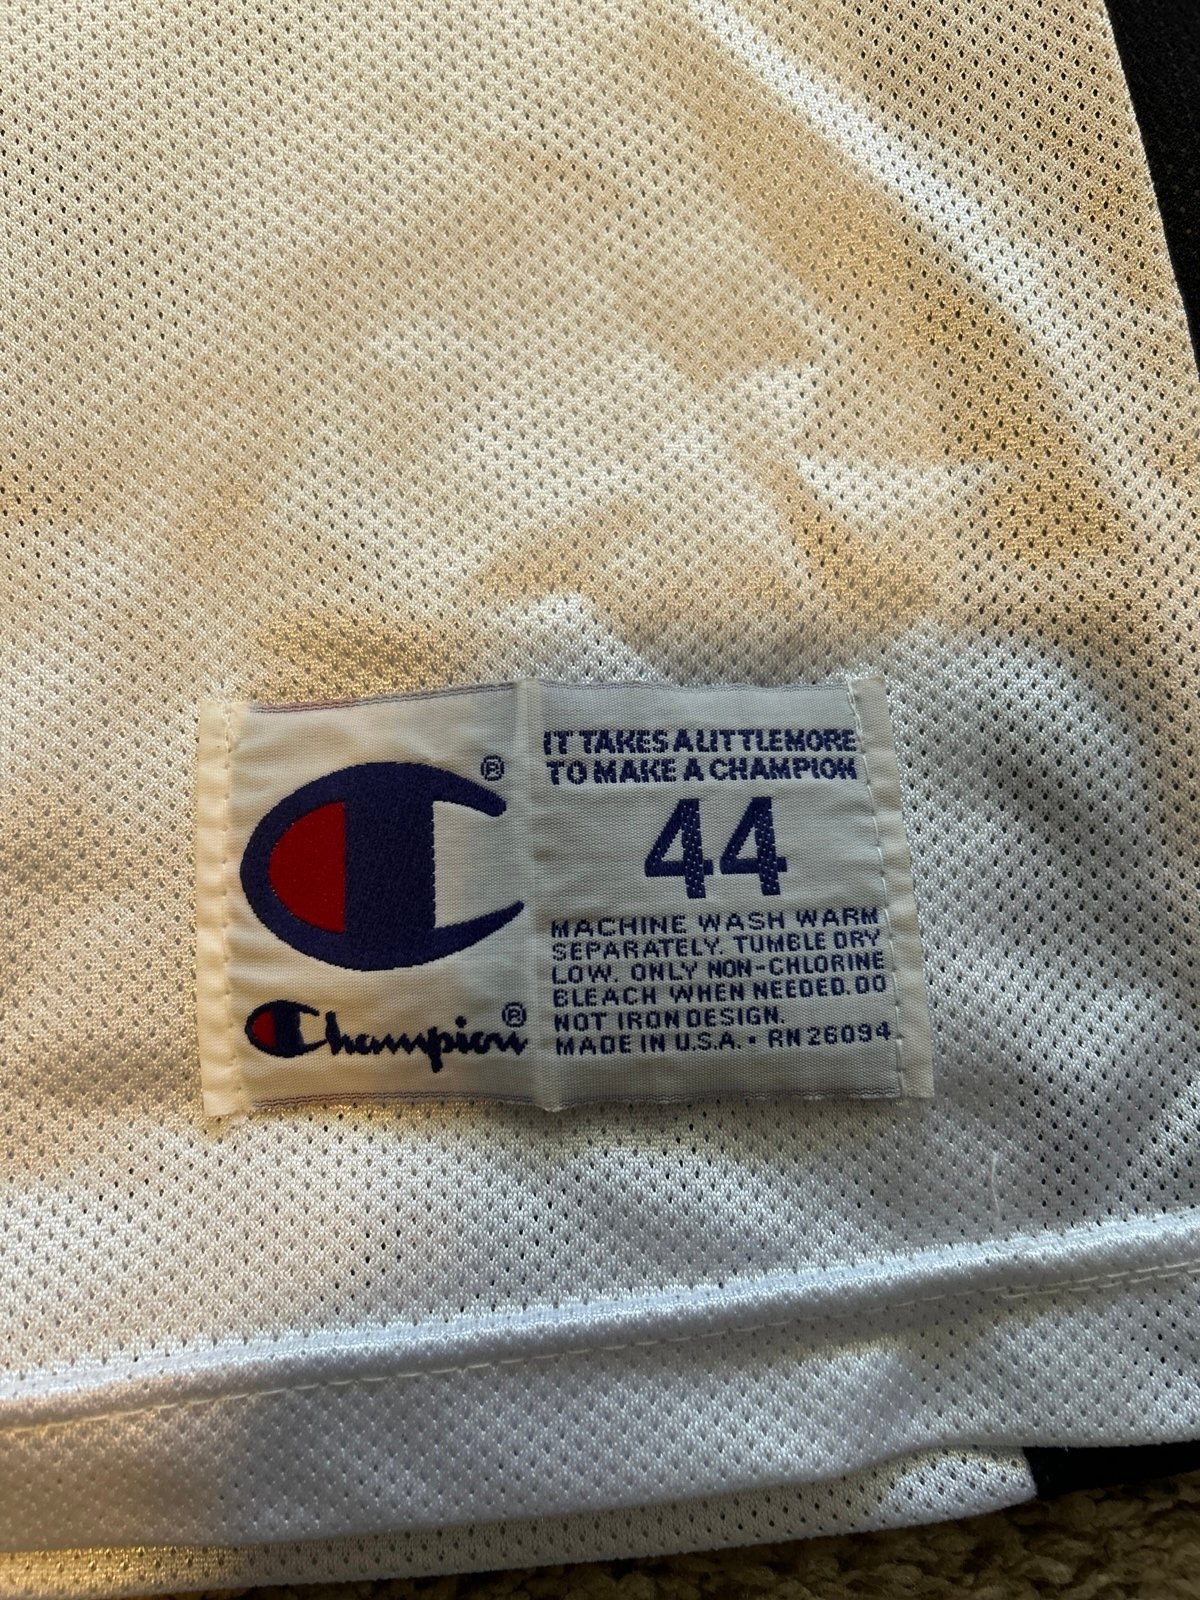 ®
IT TAKES A LITTLE MORE
TO MAKE A CHAMPION
44
MACHINE WASH WARM
SEPARATELY. TUMBLE DRY
LOW. ONLY NON-CHLORINE
BLEACH WHEN NEEDED. DO
NOT IRON DESIGN.
MADE IN U.S.A. • RN 26094
Champion®